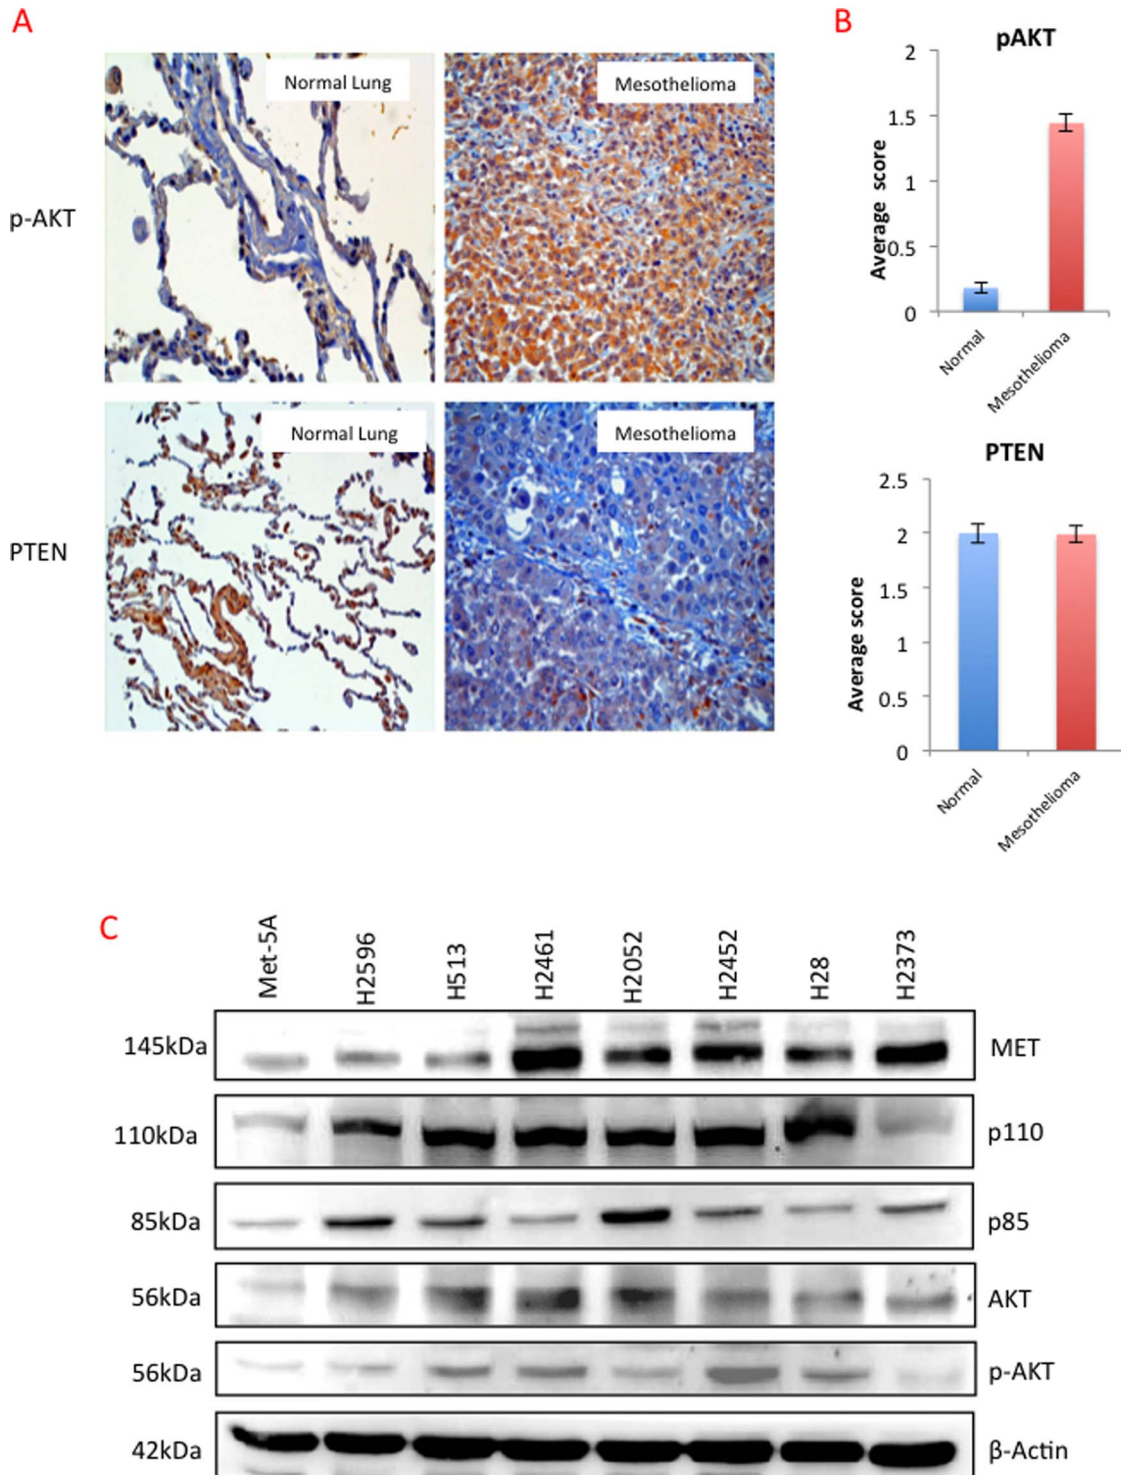 A
Normal Lung
Mesothelioma
p-AKT
Normal Lung
Mesothelioma
PTEN
B
pAKT
Average score
2
1.5
1
0.5
0
Normal
Mesothelioma
PTEN
Average score
2.5
2
1.5
1
0.5
0
Normal
Mesothelioma
C
Met-5A
H2596
H513
H2461
H2052
H2452
H28
H2373
145kDa
MET
110kDa
p110
85kDa
p85
56kDa
AKT
56kDa
p-AKT
42kDa
β-Actin